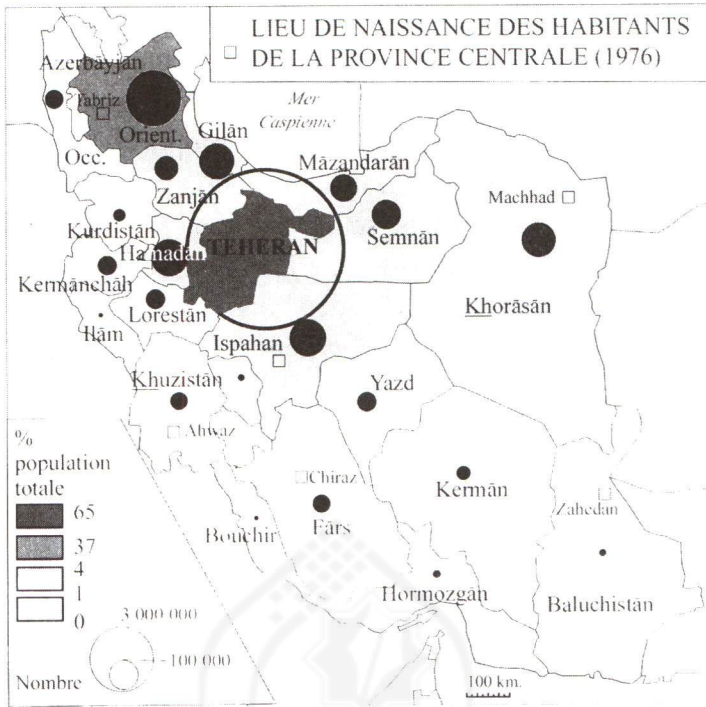 LIEU DE NAISSANCE DES HABITANTS
DE LA PROVINCE CENTRALE (1976)
Azerbayjān
Tabriz
Orient.
Occ.
Gilān
Mer
Caspienne
Māzandarān
Machhad
Zanjān
Kurdistān
Hamadān
TEHERAN
Semnān
Kermānchāh
Lorestān
Khorāsān
Ilām
Ispahan
Khuzistān
Yazd
Ahwaz
Chiraz
Kermān
Zahedan
Bouchir
Fārs
Hormozgān
Baluchistān
%
population
totale
65
37
4
1
0
3 000 000
100 000
Nombre
100 km.